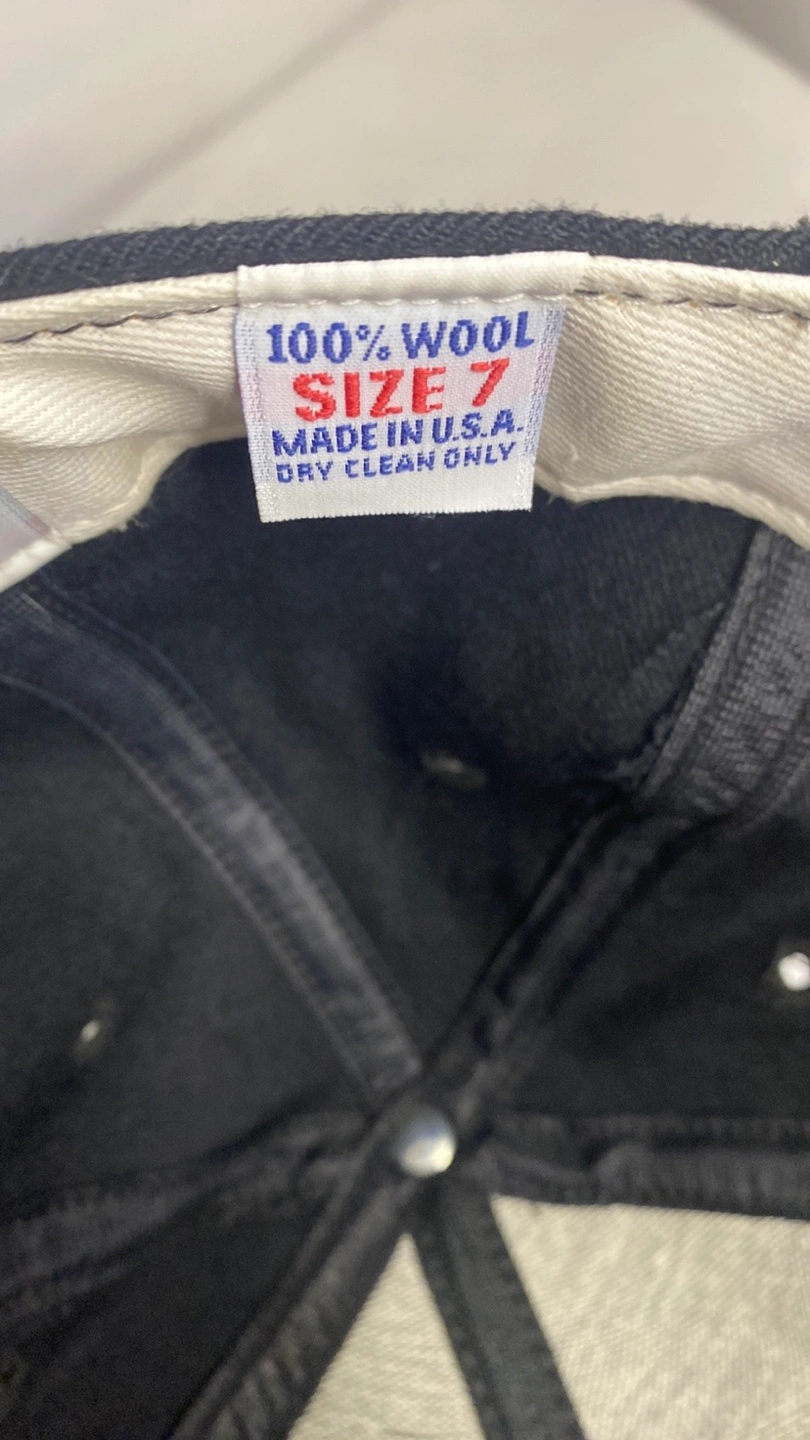 100% WOOL
SIZE 7
MADE IN U.S.A.
DRY CLEAN ONLY